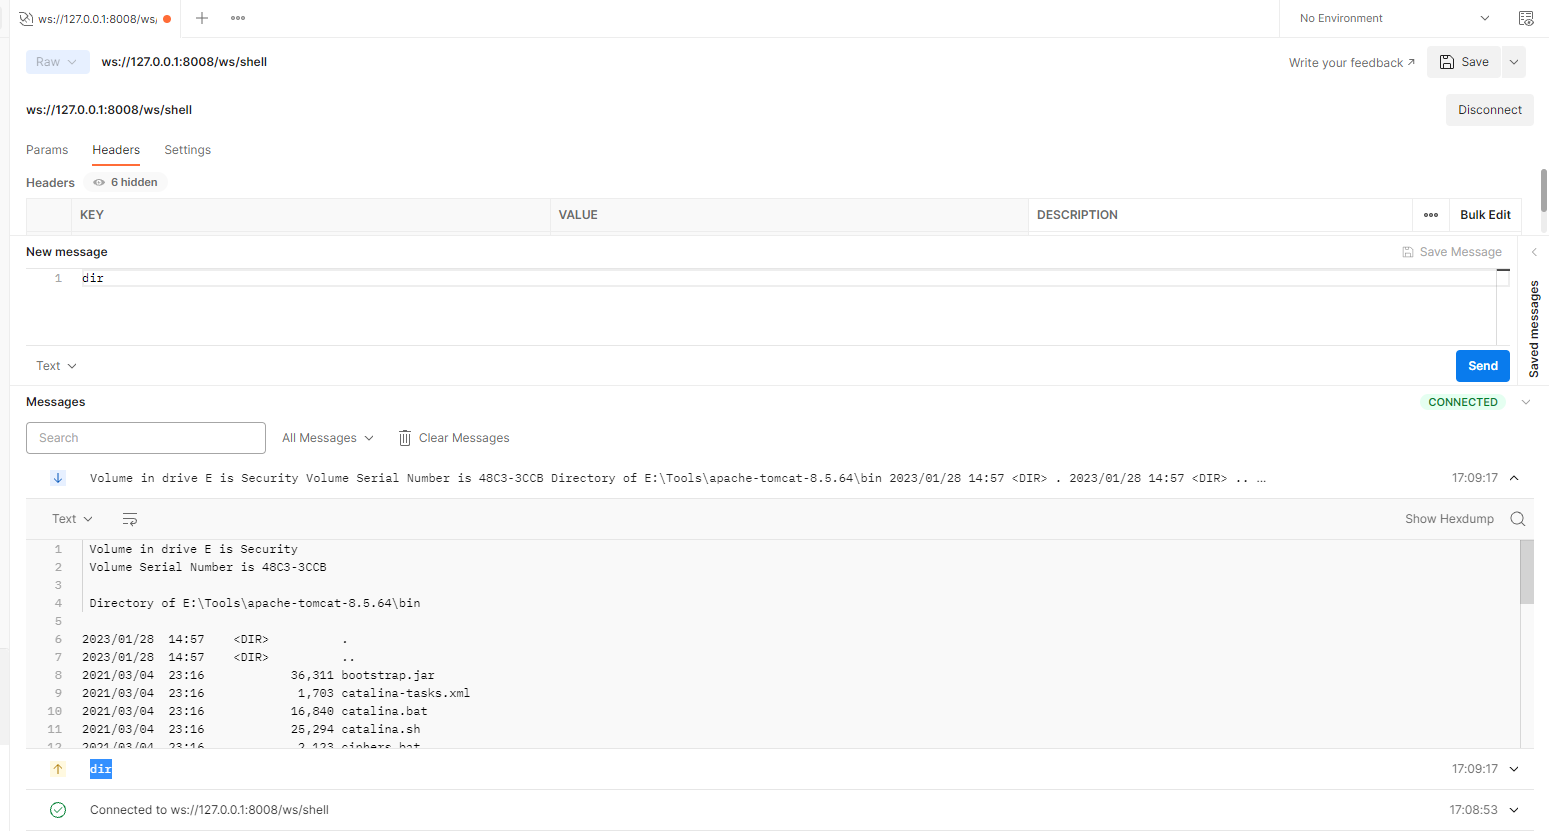 ws://127.0.0.1:8008/ws,
No Environment
Raw ws://127.0.0.1:8008/ws/shell
Write your feedback ↗ Save
ws://127.0.0.1:8008/ws/shell
Disconnect
Params Headers Settings
Headers 6 hidden
KEY VALUE DESCRIPTION ••• Bulk Edit
New message
Save Message
1 dir
Saved messages
Text
Send
Messages
CONNECTED
Search
All Messages Clear Messages
Volume in drive E is Security Volume Serial Number is 48C3-3CCB Directory of E:\Tools\apache-tomcat-8.5.64\bin 2023/01/28 14:57 <DIR> . 2023/01/28 14:57 <DIR> .. …
17:09:17
Text
Show Hexdump
1 Volume in drive E is Security
2 Volume Serial Number is 48C3-3CCB
3
4 Directory of E:\Tools\apache-tomcat-8.5.64\bin
5
6 2023/01/28 14:57 <DIR> .
7 2023/01/28 14:57 <DIR> ..
8 2021/03/04 23:16 36,311 bootstrap.jar
9 2021/03/04 23:16 1,703 catalina-tasks.xml
10 2021/03/04 23:16 16,840 catalina.bat
11 2021/03/04 23:16 25,294 catalina.sh
12 2021/03/04 23:16 2,123 ciphers.bat
dir
17:09:17
Connected to ws://127.0.0.1:8008/ws/shell
17:08:53